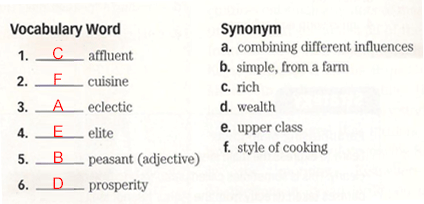 Vocabulary Word
1. C affluent
2. F cuisine
3. A eclectic
4. E elite
5. B peasant (adjective)
6. D prosperity
Synonym
a. combining different influences
b. simple, from a farm
c. rich
d. wealth
e. upper class
f. style of cooking